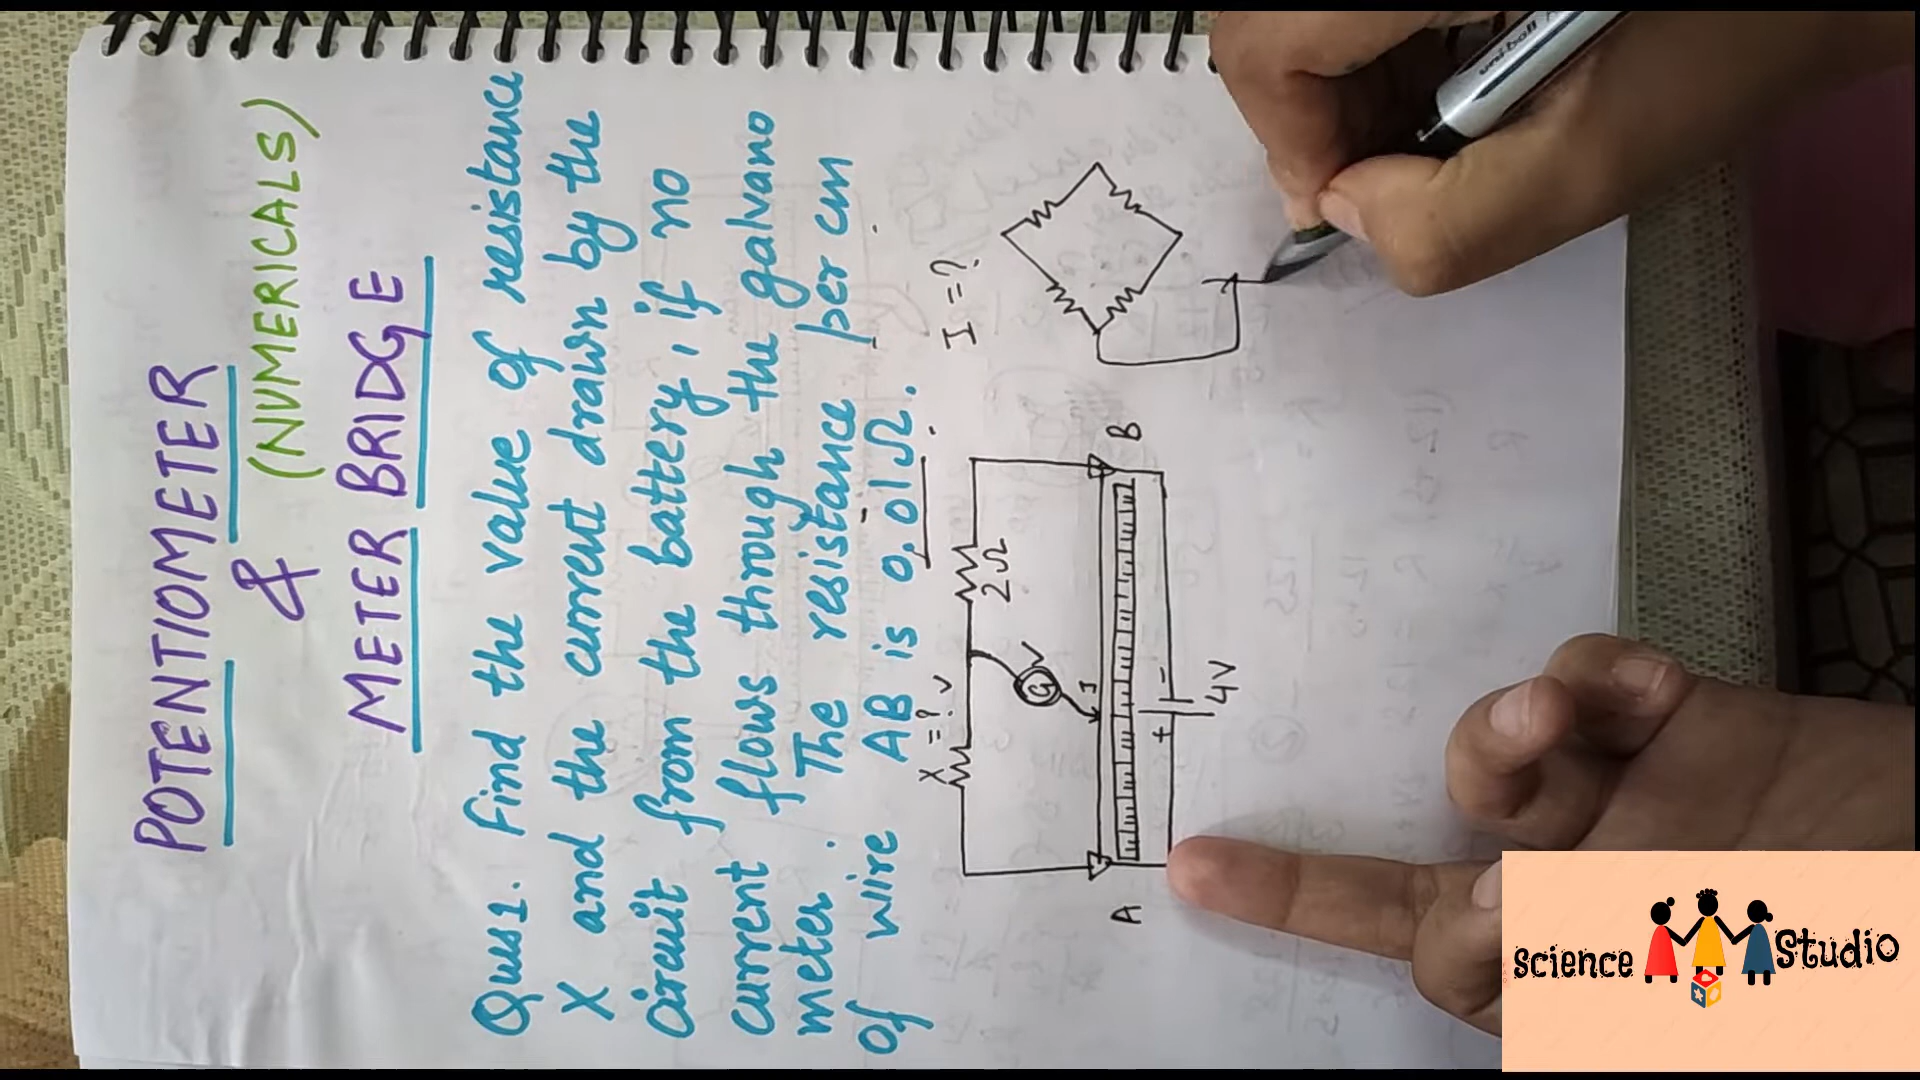 POTENTIOMETER
& (NUMERICALS)
METER BRIDGE
Ques1. Find the value of resistance
X and the current drawn by the
circuit from the battery, if no
current flows through the galvano
meter. The resistance per cm
of wire AB is 0.01Ω.
X=?
2Ω
G
J
A
B
+ -
4V
I=?
uniball
Science Studio